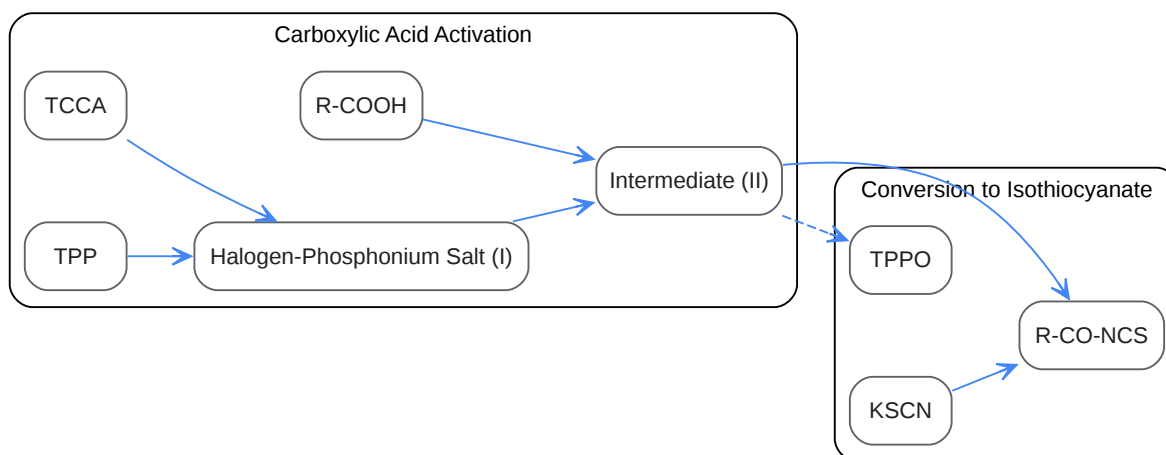 Carboxylic Acid Activation
TCCA
R-COOH
Intermediate (II)
TPP
Halogen-Phosphonium Salt (I)
Conversion to Isothiocyanate
TPPO
R-CO-NCS
KSCN